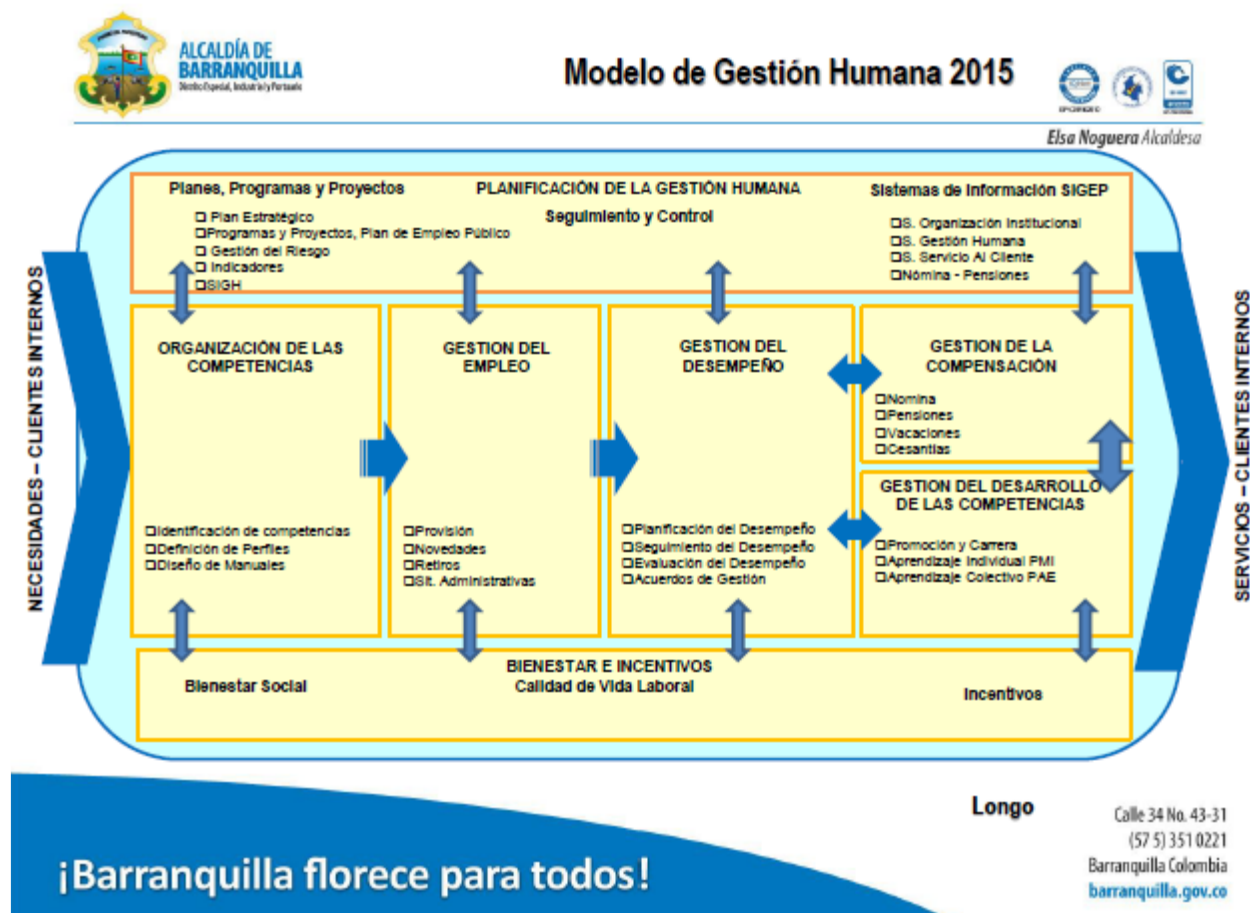 ALCALDÍA DE
BARRANQUILLA
Distrito Especial, Industrial y Portuario
Modelo de Gestión Humana 2015
Elsa Noguera Alcaldesa
NECESIDADES – CLIENTES INTERNOS
Planes, Programas y Proyectos
❑ Plan Estratégico
❑Programas y Proyectos, Plan de Empleo Público
❑ Gestión del Riesgo
❑ Indicadores
❑SIGH
PLANIFICACIÓN DE LA GESTIÓN HUMANA
Seguimiento y Control
Sistemas de Información SIGEP
❑S. Organización Institucional
❑S. Gestión Humana
❑S. Servicio Al Cliente
❑Nómina - Pensiones
ORGANIZACIÓN DE LAS
COMPETENCIAS
❑Identificación de competencias
❑Definición de Perfiles
❑Diseño de Manuales
GESTION DEL
EMPLEO
❑Provisión
❑Novedades
❑Retiros
❑Sit. Administrativas
GESTION DEL
DESEMPEÑO
❑Planificación del Desempeño
❑Seguimiento del Desempeño
❑Evaluación del Desempeño
❑Acuerdos de Gestión
GESTION DE LA
COMPENSACIÓN
❑Nomina
❑Pensiones
❑Vacaciones
❑Cesantías
GESTION DEL DESARROLLO
DE LAS COMPETENCIAS
❑Promoción y Carrera
❑Aprendizaje Individual PMI
❑Aprendizaje Colectivo PAE
SERVICIOS – CLIENTES INTERNOS
BIENESTAR E INCENTIVOS
Bienestar Social
Calidad de Vida Laboral
Incentivos
Longo
¡Barranquilla florece para todos!
Calle 34 No. 43-31
(57 5) 351 0221
Barranquilla Colombia
barranquilla.gov.co